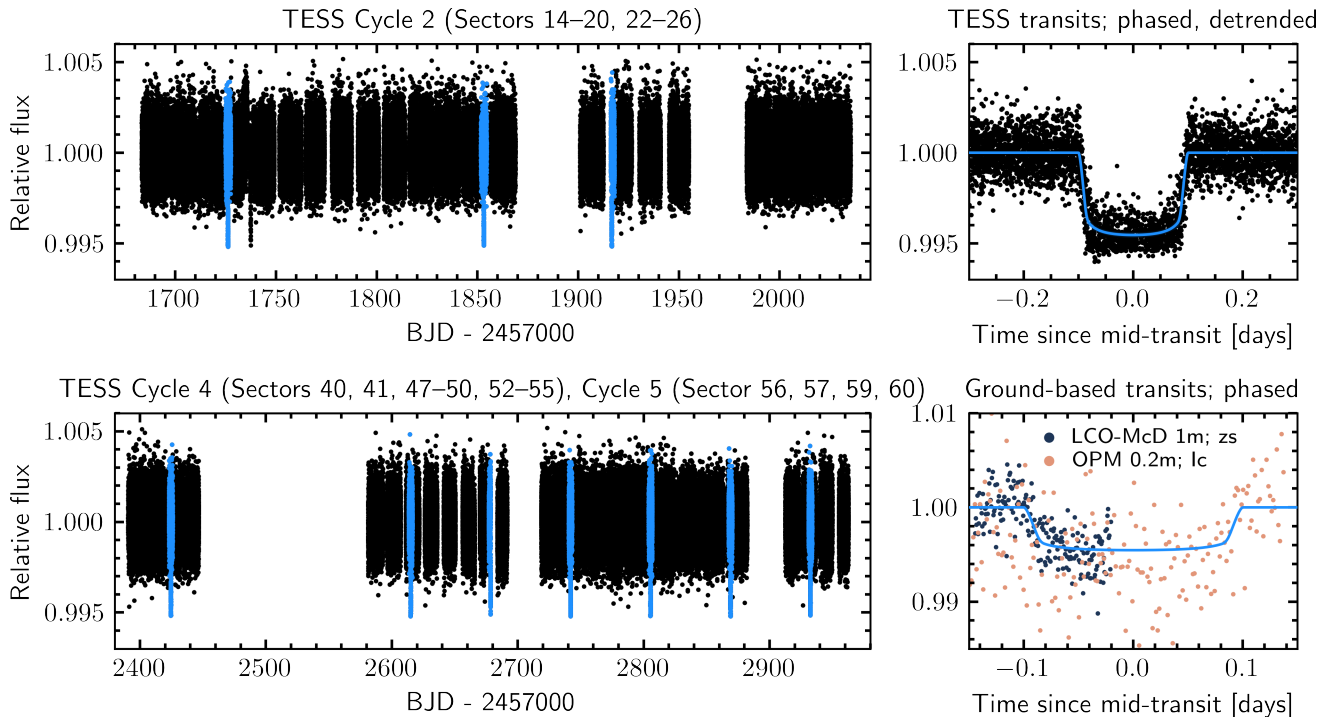 TESS Cycle 2 (Sectors 14–20, 22–26)
TESS transits; phased, detrended
Relative flux
1.005
1.000
0.995
1700 1750 1800 1850 1900 1950 2000
BJD - 2457000
1.005
1.000
0.995
−0.2 0.0 0.2
Time since mid-transit [days]
TESS Cycle 4 (Sectors 40, 41, 47–50, 52–55), Cycle 5 (Sector 56, 57, 59, 60)
Ground-based transits; phased
Relative flux
1.005
1.000
0.995
2400 2500 2600 2700 2800 2900
BJD - 2457000
1.01
1.00
0.99
LCO-McD 1m; zs
OPM 0.2m; Ic
−0.1 0.0 0.1
Time since mid-transit [days]